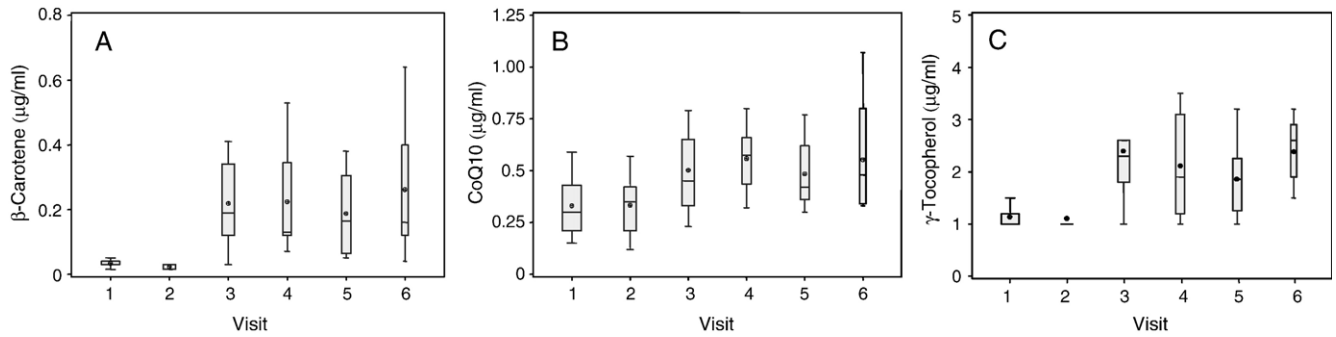 A
β-Carotene (μg/ml)
0.8
0.6
0.4
0.2
0
1 2 3 4 5 6
Visit
B
CoQ10 (μg/ml)
1.25
1.00
0.75
0.5
0.25
0
1 2 3 4 5 6
Visit
C
γ-Tocopherol (μg/ml)
5
4
3
2
1
0
1 2 3 4 5 6
Visit